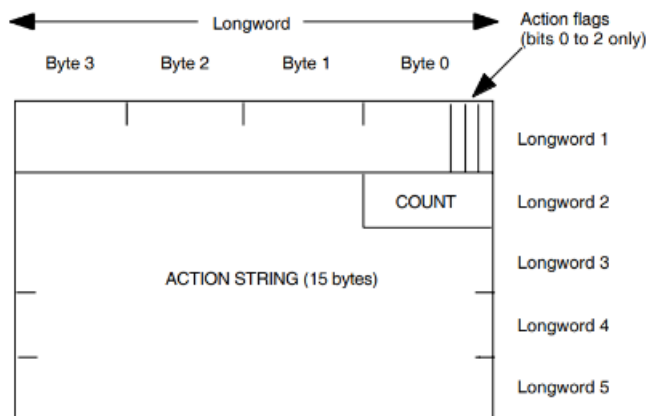 Longword
Action flags
(bits 0 to 2 only)
Byte 3
Byte 2
Byte 1
Byte 0
Longword 1
COUNT
Longword 2
Longword 3
ACTION STRING (15 bytes)
Longword 4
Longword 5